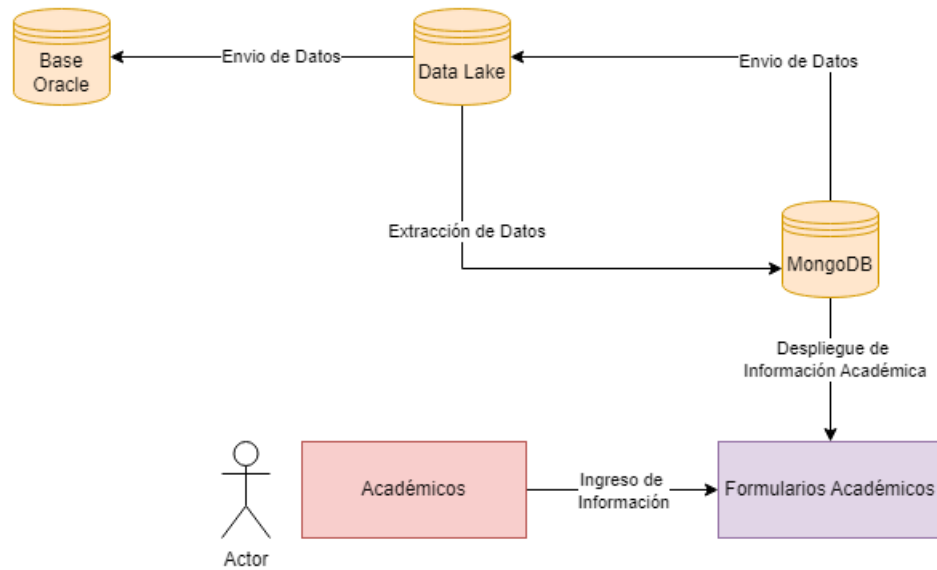 Base
Oracle
Envio de Datos
Data Lake
Envio de Datos
Extracción de Datos
MongoDB
Despliegue de
Información Académica
Académicos
Ingreso de
Información
Formularios Académicos
Actor